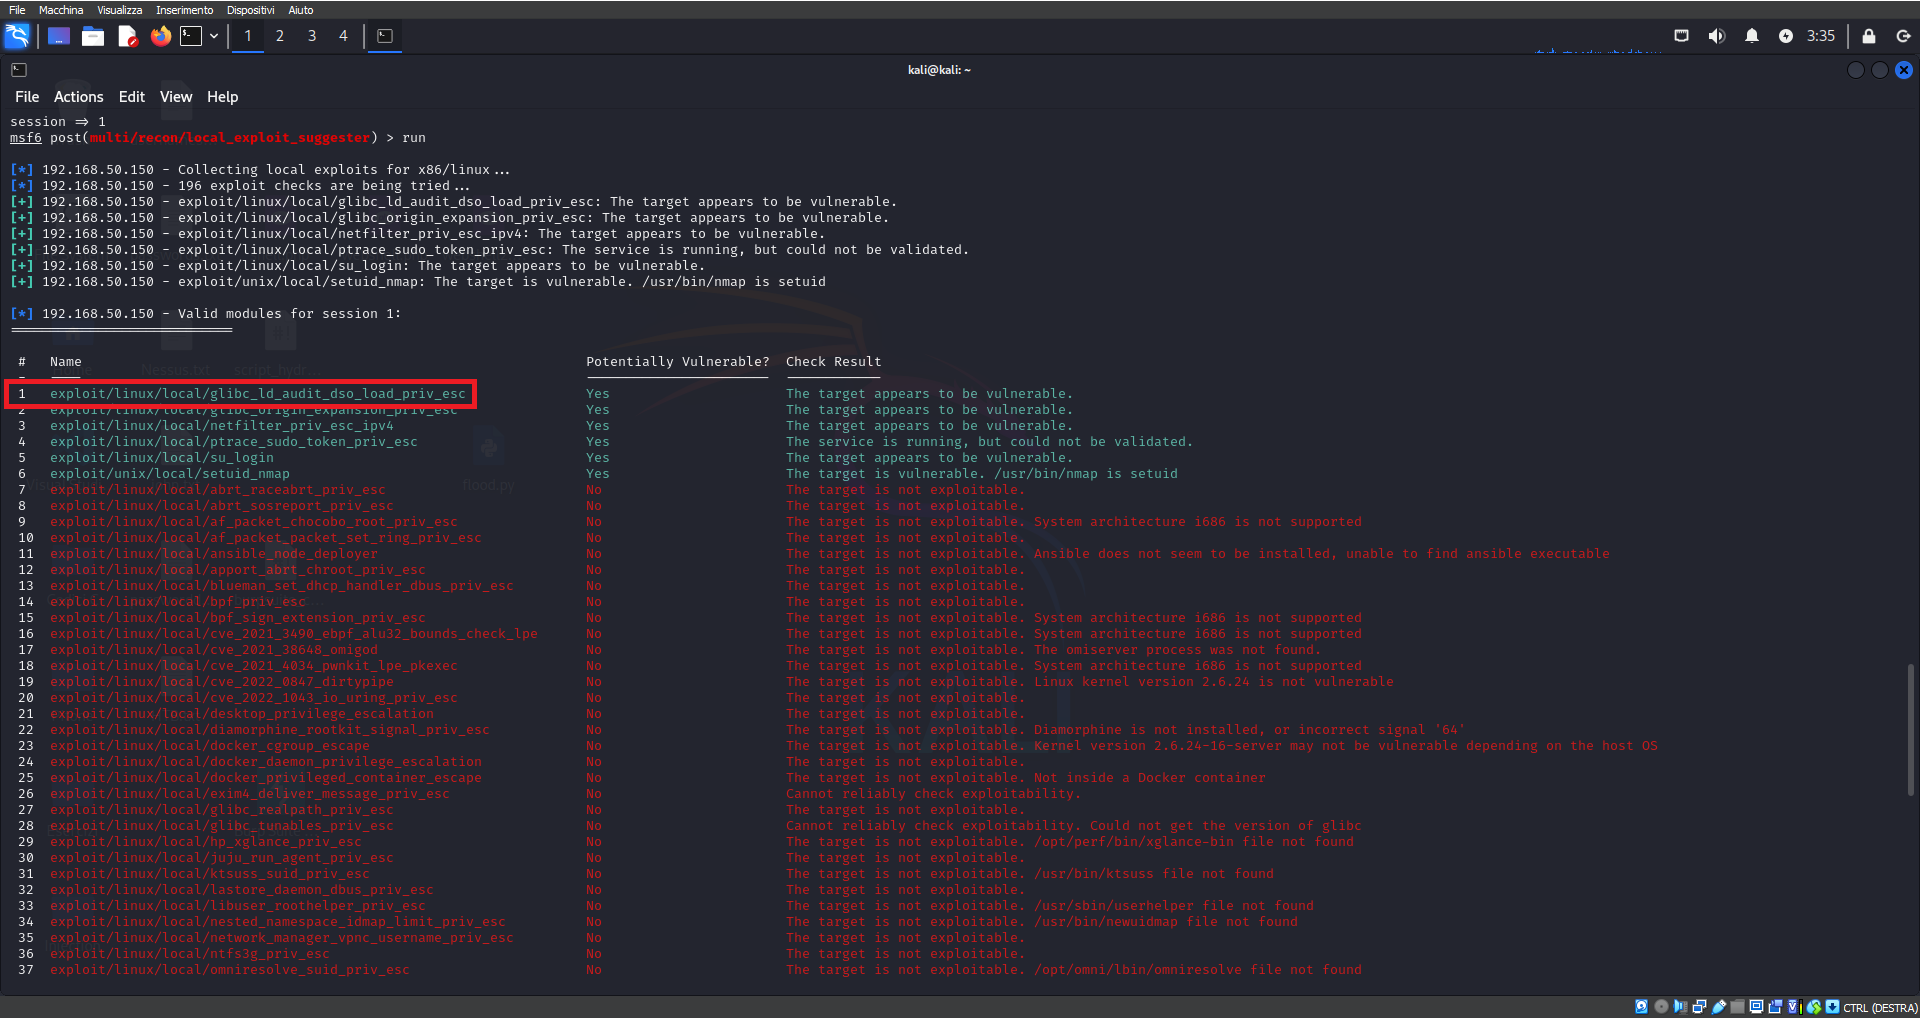 File Macchina Visualizza Inserimento Dispositivi Aiuto
1 2 3 4 3:35
kali@kali: ~
File Actions Edit View Help
session => 1
msf6 post(multi/recon/local_exploit_suggester) > run
[*] 192.168.50.150 - Collecting local exploits for x86/linux...
[*] 192.168.50.150 - 196 exploit checks are being tried...
[+] 192.168.50.150 - exploit/linux/local/glibc_ld_audit_dso_load_priv_esc: The target appears to be vulnerable.
[+] 192.168.50.150 - exploit/linux/local/glibc_origin_expansion_priv_esc: The target appears to be vulnerable.
[+] 192.168.50.150 - exploit/linux/local/netfilter_priv_esc_ipv4: The target appears to be vulnerable.
[+] 192.168.50.150 - exploit/linux/local/ptrace_sudo_token_priv_esc: The service is running, but could not be validated.
[+] 192.168.50.150 - exploit/linux/local/su_login: The target appears to be vulnerable.
[+] 192.168.50.150 - exploit/unix/local/setuid_nmap: The target is vulnerable. /usr/bin/nmap is setuid
[*] 192.168.50.150 - Valid modules for session 1:
# Name Potentially Vulnerable? Check Result
1 exploit/linux/local/glibc_ld_audit_dso_load_priv_esc Yes The target appears to be vulnerable.
2 exploit/linux/local/glibc_origin_expansion_priv_esc Yes The target appears to be vulnerable.
3 exploit/linux/local/netfilter_priv_esc_ipv4 Yes The target appears to be vulnerable.
4 exploit/linux/local/ptrace_sudo_token_priv_esc Yes The service is running, but could not be validated.
5 exploit/linux/local/su_login Yes The target appears to be vulnerable.
6 exploit/unix/local/setuid_nmap Yes The target is vulnerable. /usr/bin/nmap is setuid
7 exploit/linux/local/abrt_raceabrt_priv_esc No The target is not exploitable.
8 exploit/linux/local/abrt_sosreport_priv_esc No The target is not exploitable.
9 exploit/linux/local/af_packet_chocobo_root_priv_esc No The target is not exploitable. System architecture i686 is not supported
10 exploit/linux/local/af_packet_packet_set_ring_priv_esc No The target is not exploitable.
11 exploit/linux/local/ansible_node_deployer No The target is not exploitable. Ansible does not seem to be installed, unable to find ansible executable
12 exploit/linux/local/apport_abrt_chroot_priv_esc No The target is not exploitable.
13 exploit/linux/local/blueman_set_dhcp_handler_dbus_priv_esc No The target is not exploitable.
14 exploit/linux/local/bpf_priv_esc No The target is not exploitable.
15 exploit/linux/local/bpf_sign_extension_priv_esc No The target is not exploitable. System architecture i686 is not supported
16 exploit/linux/local/cve_2021_3490_ebpf_alu32_bounds_check_lpe No The target is not exploitable. System architecture i686 is not supported
17 exploit/linux/local/cve_2021_38648_omigod No The target is not exploitable. The omiserver process was not found.
18 exploit/linux/local/cve_2021_4034_pwnkit_lpe_pkexec No The target is not exploitable. System architecture i686 is not supported
19 exploit/linux/local/cve_2022_0847_dirtypipe No The target is not exploitable. Linux kernel version 2.6.24 is not vulnerable
20 exploit/linux/local/cve_2022_1043_io_uring_priv_esc No The target is not exploitable.
21 exploit/linux/local/desktop_privilege_escalation No The target is not exploitable.
22 exploit/linux/local/diamorphine_rootkit_signal_priv_esc No The target is not exploitable. Diamorphine is not installed, or incorrect signal '64'
23 exploit/linux/local/docker_cgroup_escape No The target is not exploitable. Kernel version 2.6.24-16-server may not be vulnerable depending on the host OS
24 exploit/linux/local/docker_daemon_privilege_escalation No The target is not exploitable.
25 exploit/linux/local/docker_privileged_container_escape No The target is not exploitable. Not inside a Docker container
26 exploit/linux/local/exim4_deliver_message_priv_esc No Cannot reliably check exploitability.
27 exploit/linux/local/glibc_realpath_priv_esc No The target is not exploitable.
28 exploit/linux/local/glibc_tunables_priv_esc No Cannot reliably check exploitability. Could not get the version of glibc
29 exploit/linux/local/hp_xglance_priv_esc No The target is not exploitable. /opt/perf/bin/xglance-bin file not found
30 exploit/linux/local/juju_run_agent_priv_esc No The target is not exploitable.
31 exploit/linux/local/ktsuss_suid_priv_esc No The target is not exploitable. /usr/bin/ktsuss file not found
32 exploit/linux/local/lastore_daemon_dbus_priv_esc No The target is not exploitable.
33 exploit/linux/local/libuser_roothelper_priv_esc No The target is not exploitable. /usr/sbin/userhelper file not found
34 exploit/linux/local/nested_namespace_idmap_limit_priv_esc No The target is not exploitable. /usr/bin/newuidmap file not found
35 exploit/linux/local/network_manager_vpnc_username_priv_esc No The target is not exploitable.
36 exploit/linux/local/ntfs3g_priv_esc No The target is not exploitable.
37 exploit/linux/local/omniresolve_suid_priv_esc No The target is not exploitable. /opt/omni/lbin/omniresolve file not found
CTRL (DESTRA)